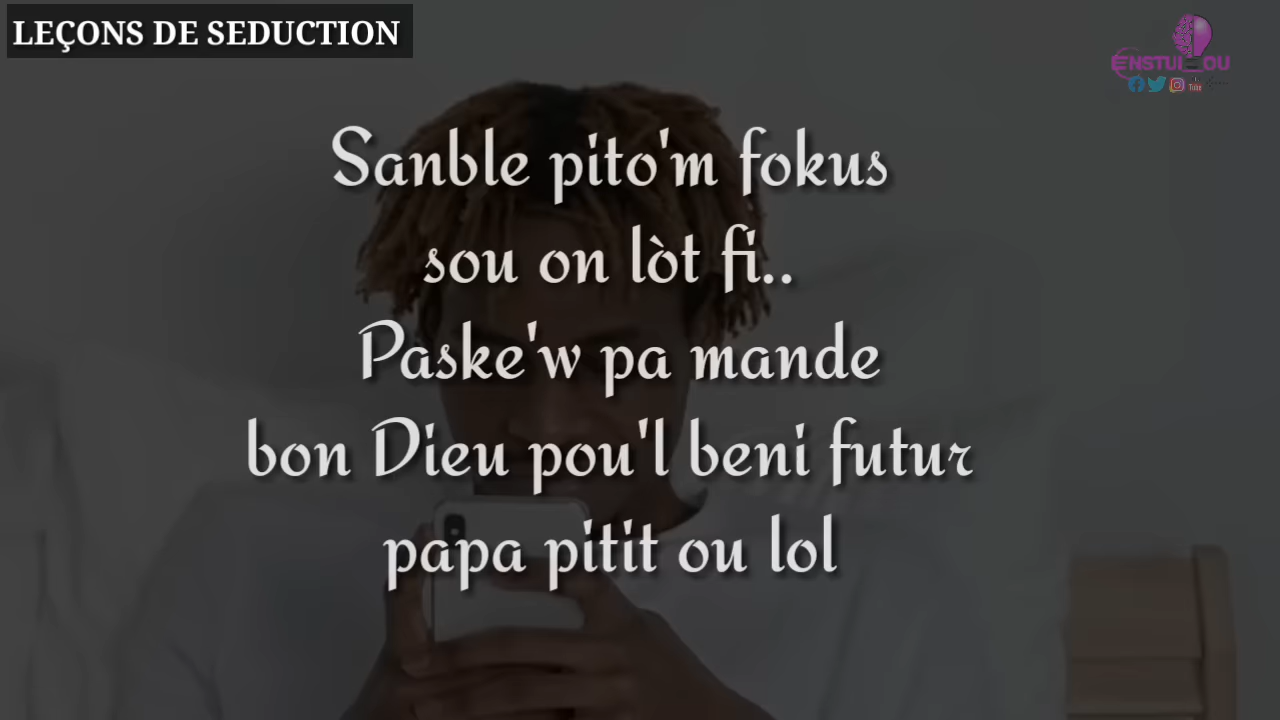 LEÇONS DE SEDUCTION
Sanble pito'm fokus
sou on lòt fi..
Paske'w pa mande
bon Dieu pou'l beni futur
papa pitit ou lol